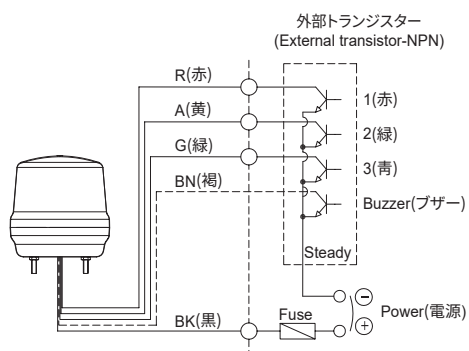 外部トランジスター
(External transistor-NPN)
R(赤)
1(赤)
A(黄)
2(緑)
G(緑)
3(靑)
BN(褐)
Buzzer(ブザー)
Steady
Power(電源)
Fuse
BK(黒)